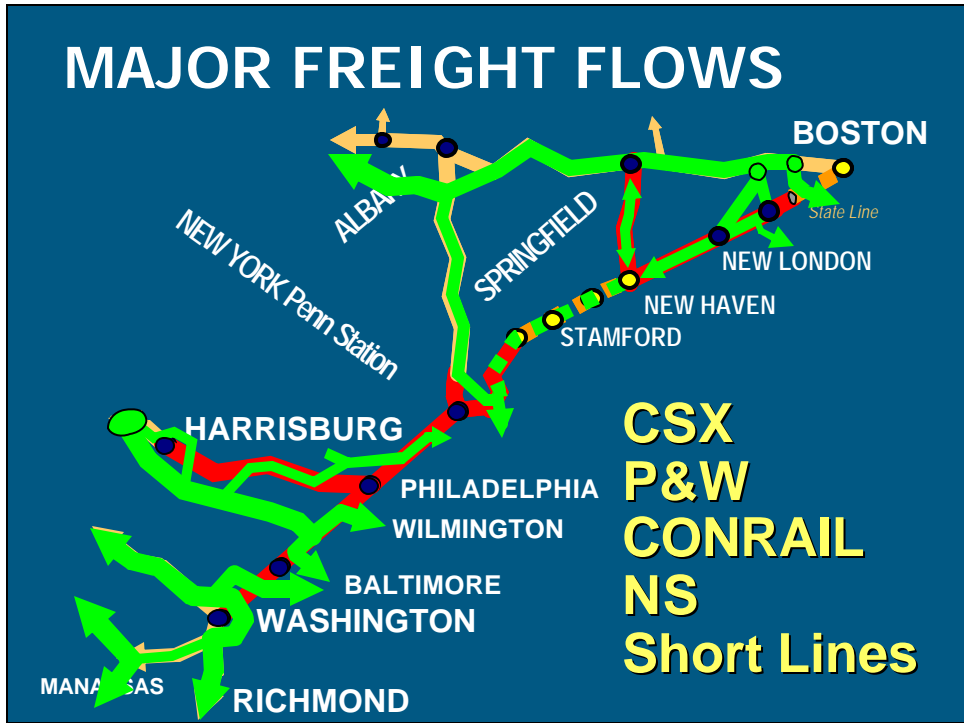 MAJOR FREIGHT FLOWS
BOSTON
State Line
ALBANY
SPRINGFIELD
NEW YORK Penn Station
NEW LONDON
NEW HAVEN
STAMFORD
HARRISBURG
PHILADELPHIA
WILMINGTON
BALTIMORE
WASHINGTON
MANASSAS
RICHMOND
CSX
P&W
CONRAIL
NS
Short Lines